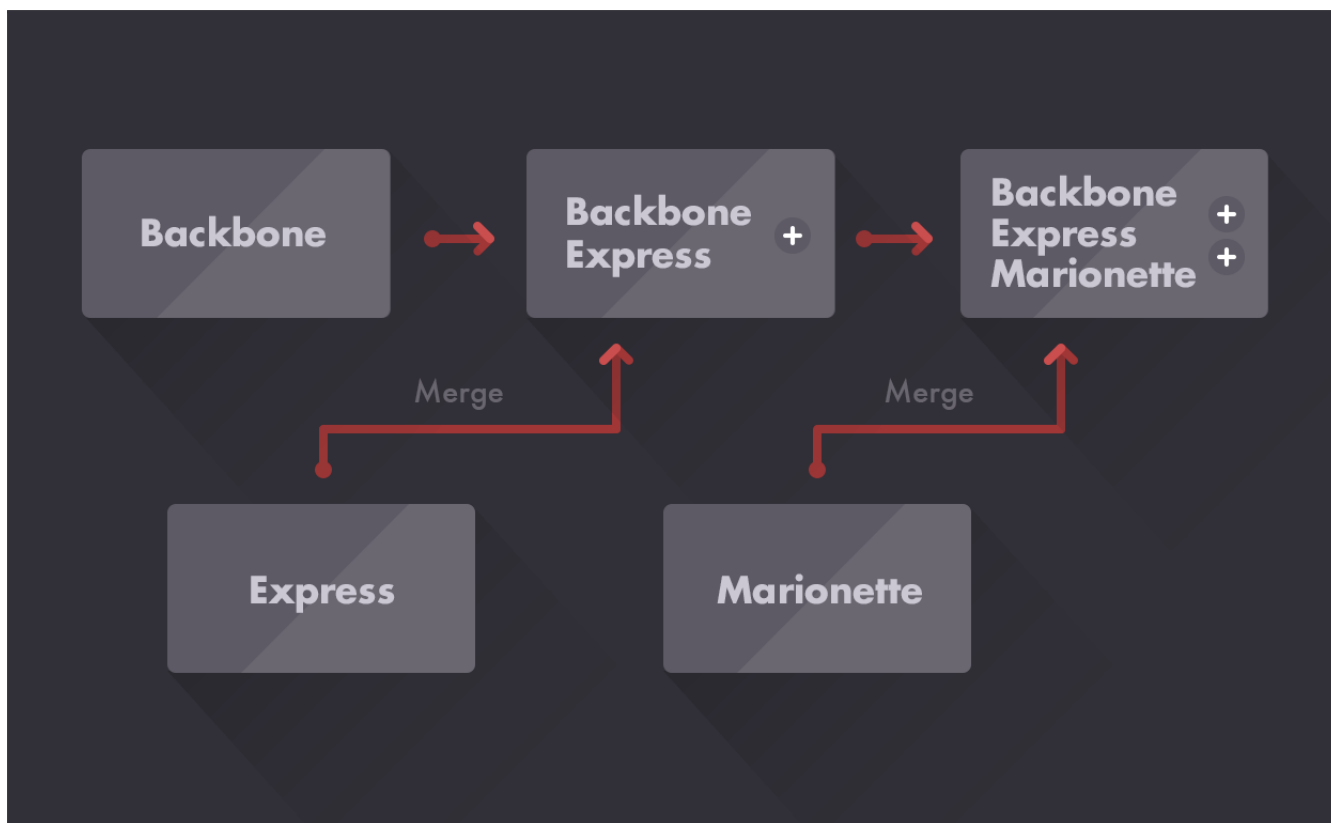 Backbone
Backbone
Express
+
Backbone
Express
Marionette
+
+
Merge
Merge
Express
Marionette